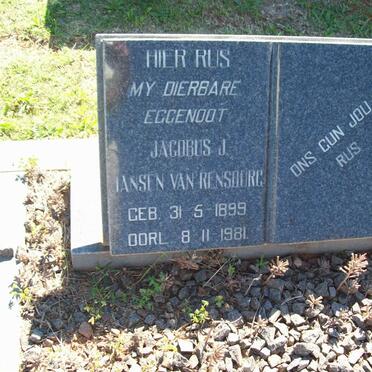 HIER RUS
MY DIERBARE
EGGENOOT
JACOBUS J.
JANSEN VAN RENSBURG
GEB. 31-5-1899
OORL. 8-11-1981
ONS GUN JOU
RUS